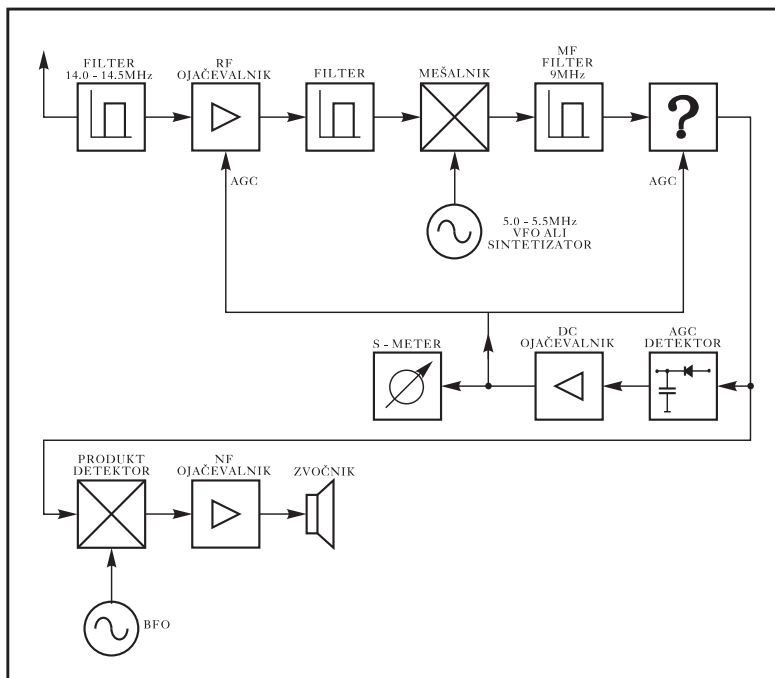 FILTER
14.0 - 14.5MHz
RF
OJAČEVALNIK
FILTER
MEŠALNIK
MF
FILTER
9MHz
?
AGC
AGC
5.0 - 5.5MHz
VFO ALI
SINTETIZATOR
S - METER
DC
OJAČEVALNIK
AGC
DETEKTOR
PRODUKT
DETEKTOR
NF
OJAČEVALNIK
ZVOČNIK
BFO